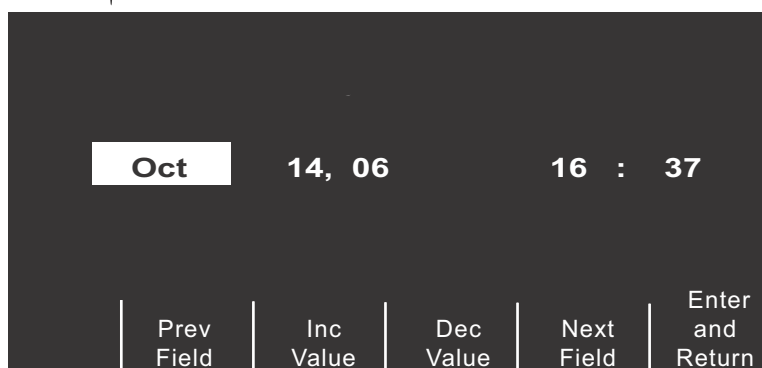 Oct 14, 06 16 : 37
Prev Field
Inc Value
Dec Value
Next Field
Enter and Return